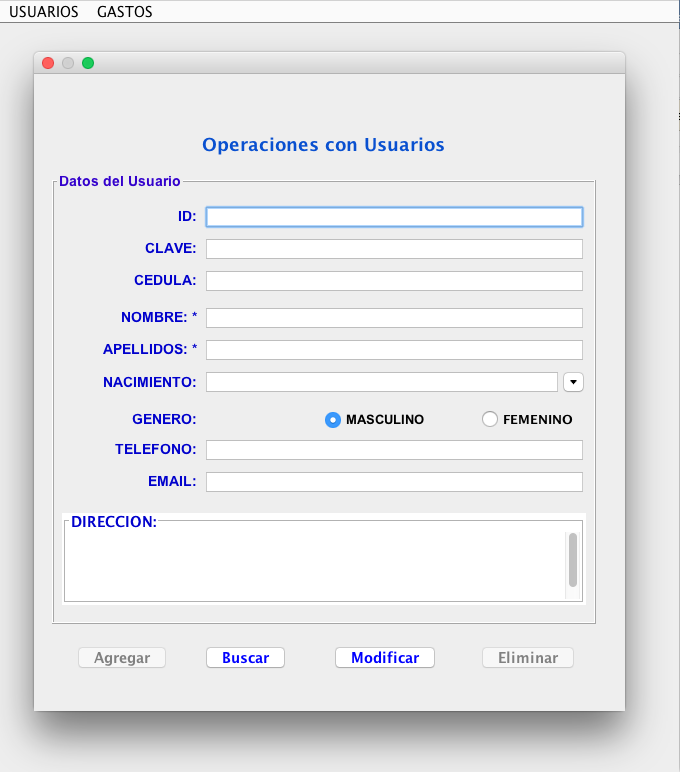 USUARIOS GASTOS
Operaciones con Usuarios
Datos del Usuario
ID:
CLAVE:
CEDULA:
NOMBRE: *
APELLIDOS: *
NACIMIENTO:
GENERO: MASCULINO FEMENINO
TELEFONO:
EMAIL:
DIRECCION:
Agregar Buscar Modificar Eliminar